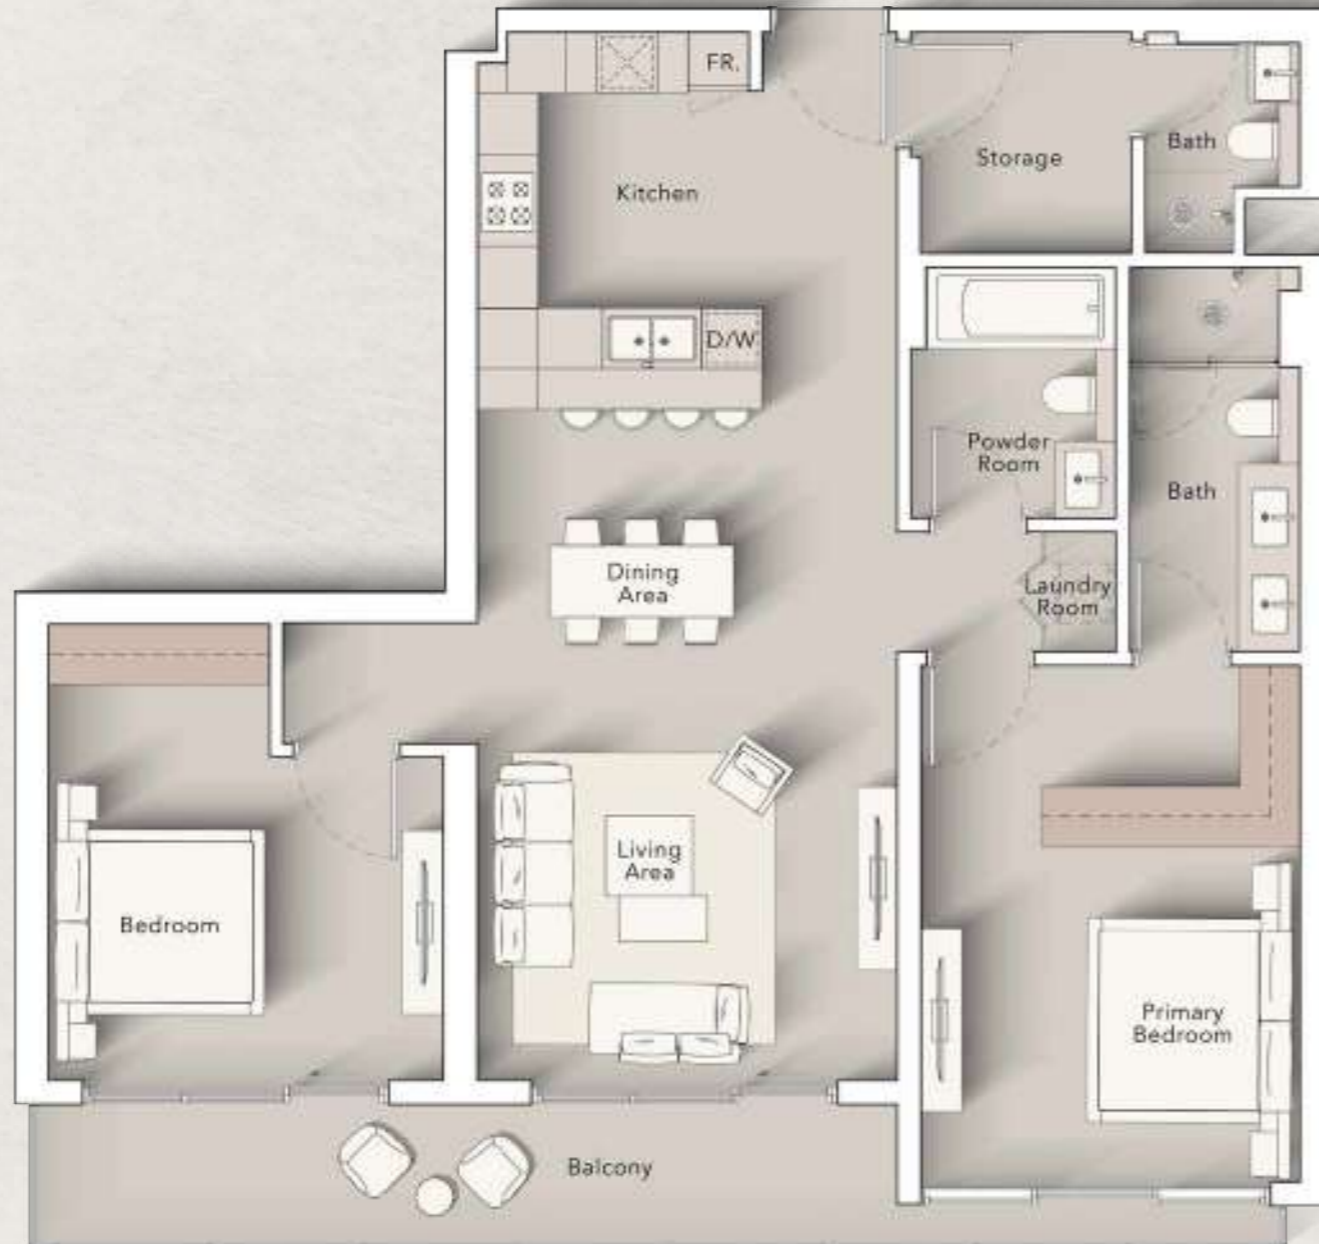 FR.
Bath
Storage
Kitchen
D/W
Powder
Room
Bath
Dining
Area
Laundry
Room
Living
Area
Bedroom
Primary
Bedroom
Balcony